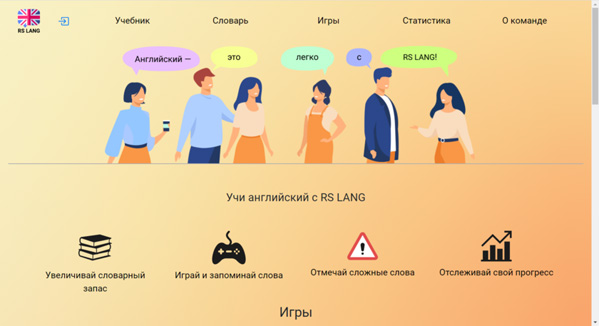 RS LANG
Учебник
Словарь
Игры
Статистика
О команде
Английский —
это
легко
с
RS LANG!
Учи английский с RS LANG
Увеличивай словарный
запас
Играй и запоминай слова
Отмечай сложные слова
Отслеживай свой прогресс
Игры